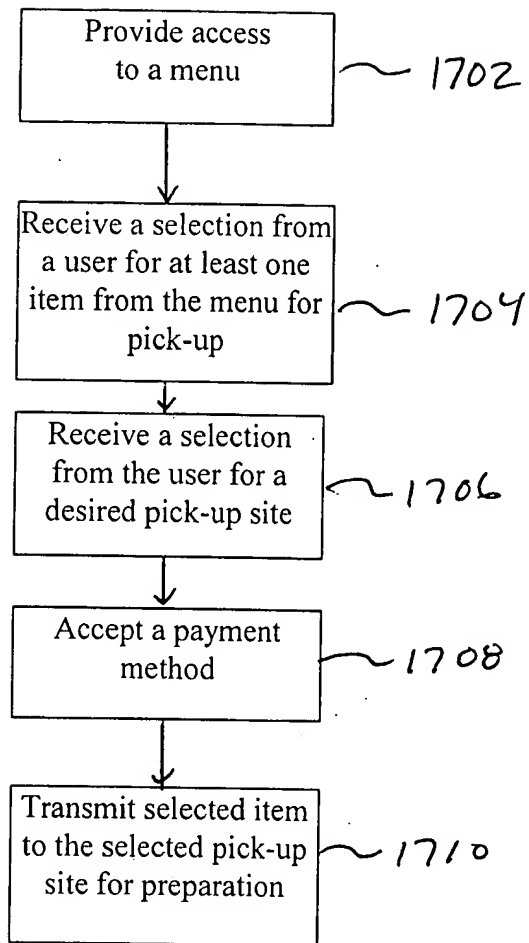 Provide access
to a menu
1702
Receive a selection from
a user for at least one
item from the menu for
pick-up
1704
Receive a selection
from the user for a
desired pick-up site
1706
Accept a payment
method
1708
Transmit selected item
to the selected pick-up
site for preparation
1710